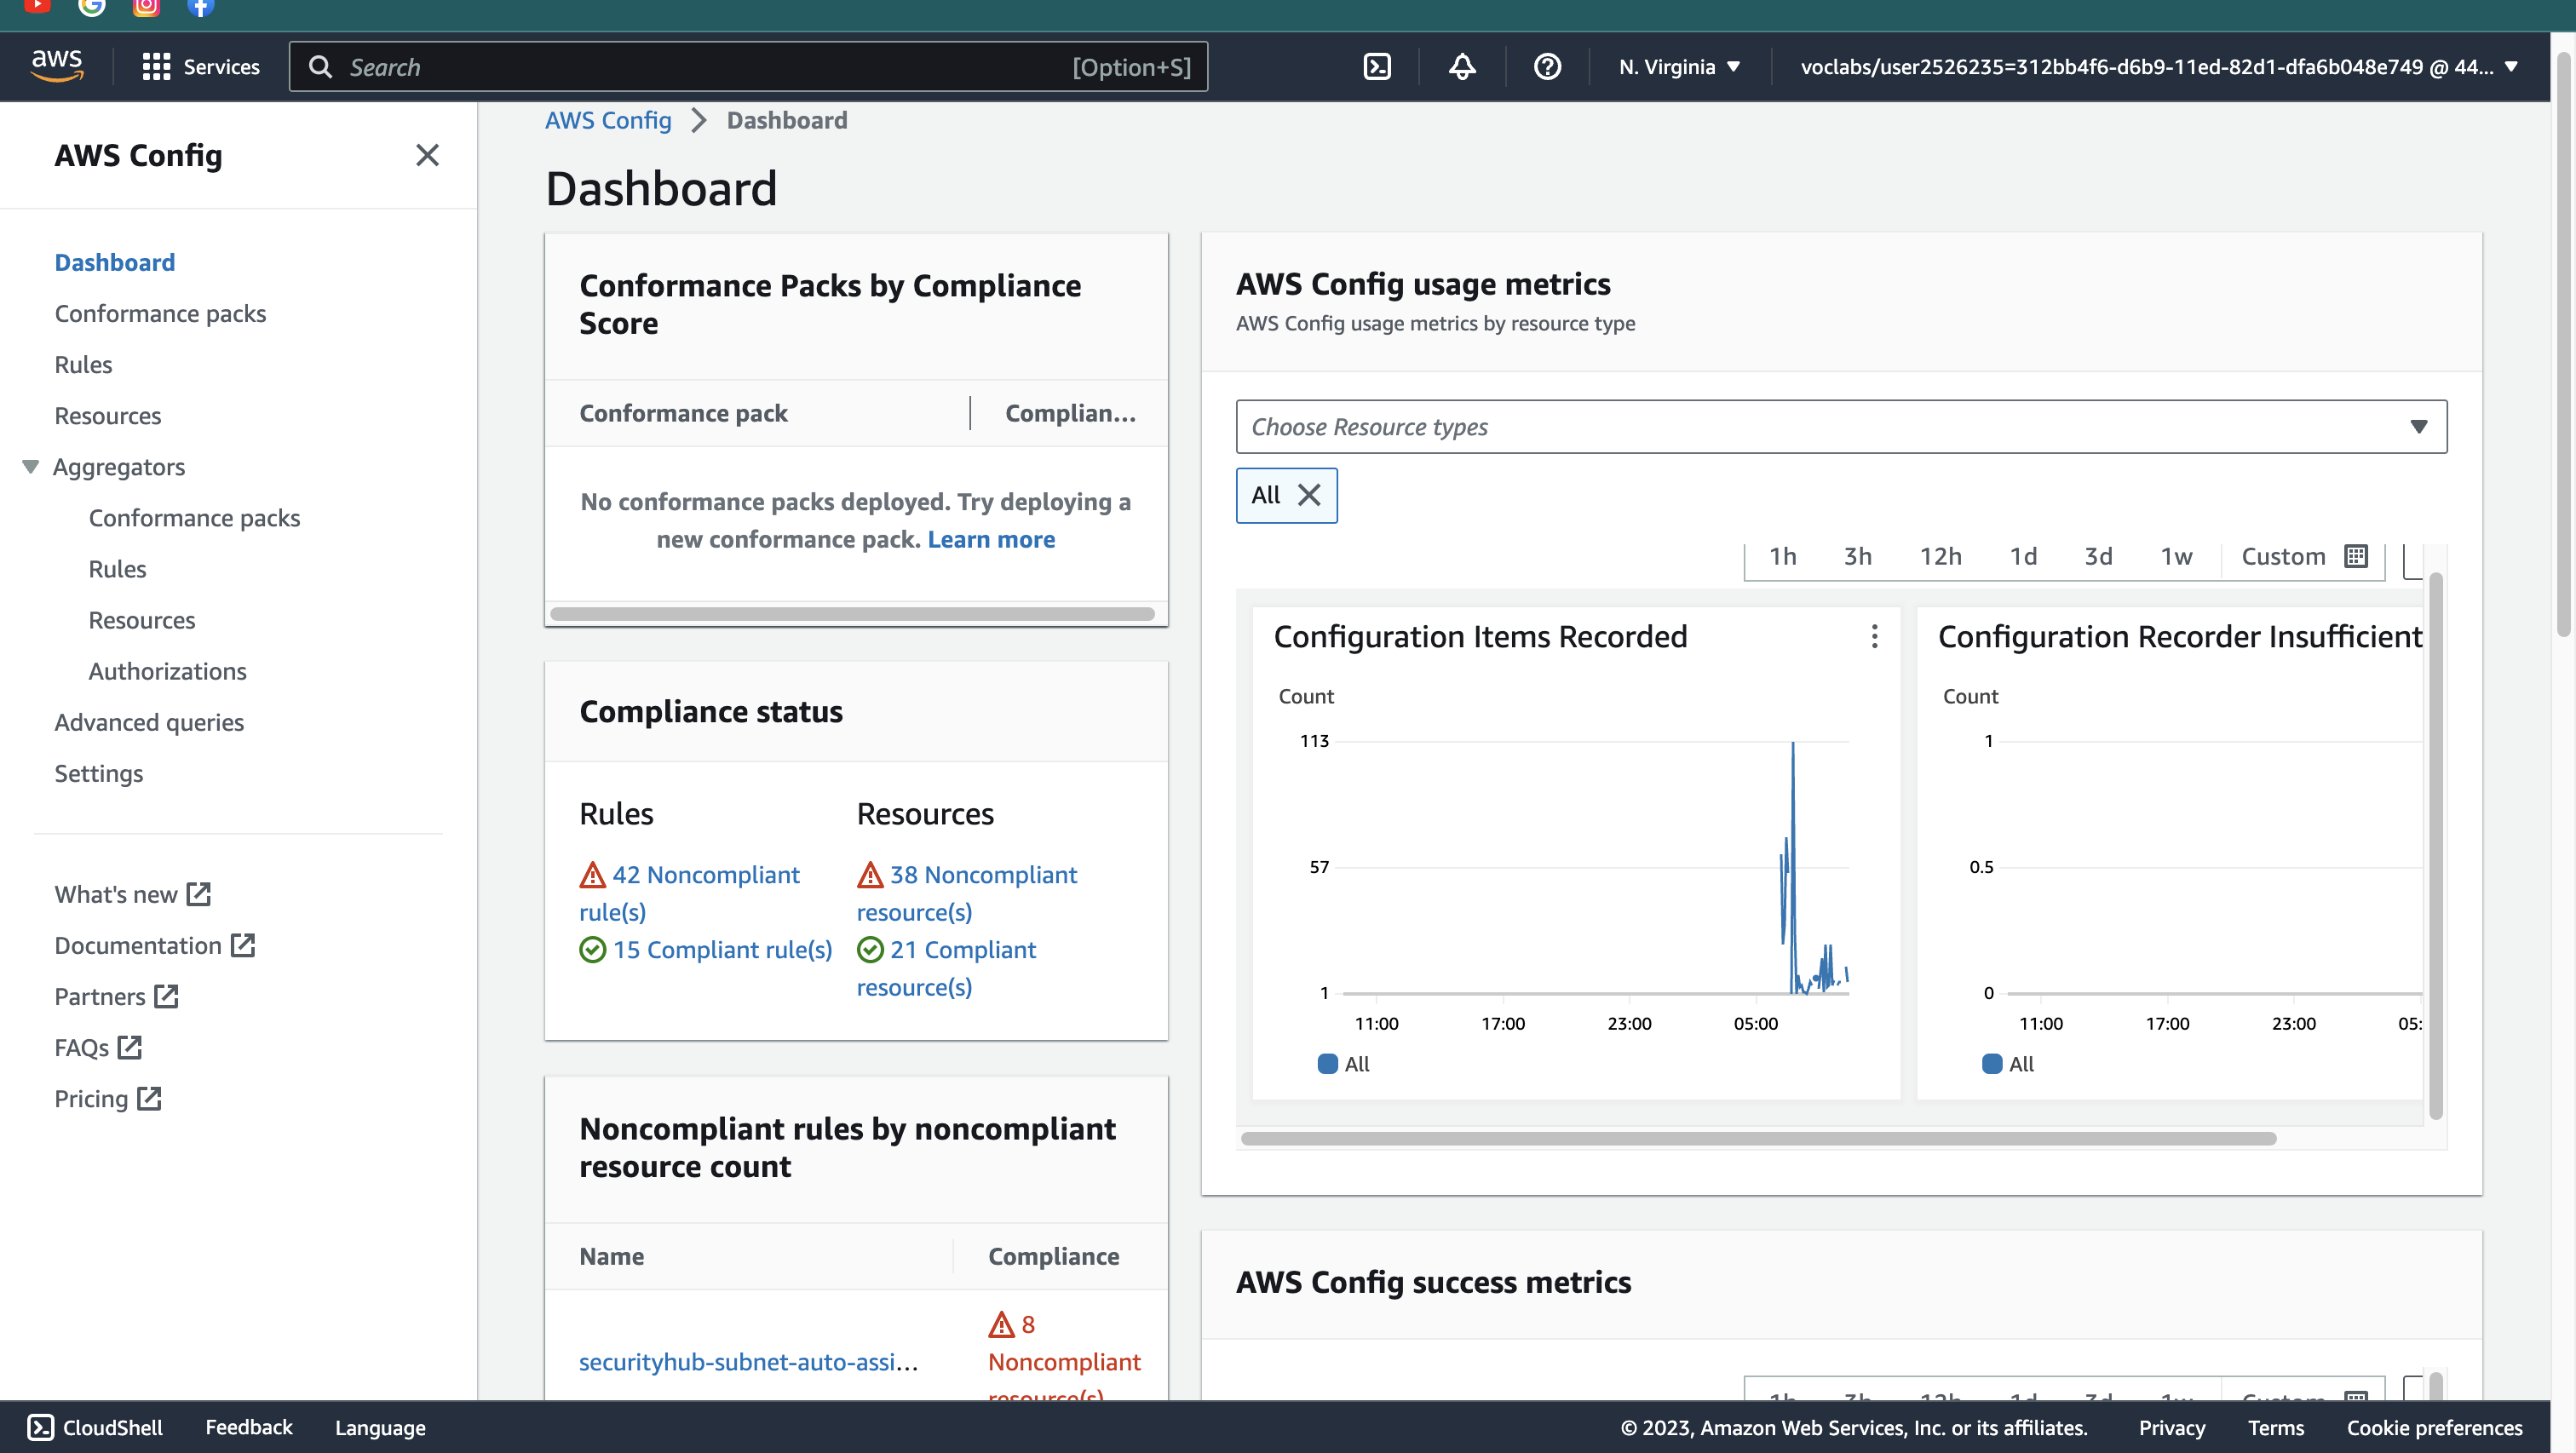 aws
Services
Search
[Option+S]
N. Virginia
voclabs/user2526235=312bb4f6-d6b9-11ed-82d1-dfa6b048e749 @ 44...
AWS Config
Dashboard
Conformance packs
Rules
Resources
Aggregators
Conformance packs
Rules
Resources
Authorizations
Advanced queries
Settings
What's new
Documentation
Partners
FAQs
Pricing
AWS Config > Dashboard
Dashboard
Conformance Packs by Compliance
Score
Conformance pack
Complian...
No conformance packs deployed. Try deploying a
new conformance pack. Learn more
Compliance status
Rules
42 Noncompliant
rule(s)
15 Compliant rule(s)
Resources
38 Noncompliant
resource(s)
21 Compliant
resource(s)
Noncompliant rules by noncompliant
resource count
Name
Compliance
securityhub-subnet-auto-assi...
8
Noncompliant
resource(s)
AWS Config usage metrics
AWS Config usage metrics by resource type
Choose Resource types
All
1h 3h 12h 1d 3d 1w Custom
Configuration Items Recorded
Count
113
57
1
11:00 17:00 23:00 05:00
All
Configuration Recorder Insufficient
Count
1
0.5
0
11:00 17:00 23:00 05:
All
AWS Config success metrics
1h 3h 12h 1d 3d 1w Custom
CloudShell
Feedback
Language
© 2023, Amazon Web Services, Inc. or its affiliates.
Privacy
Terms
Cookie preferences